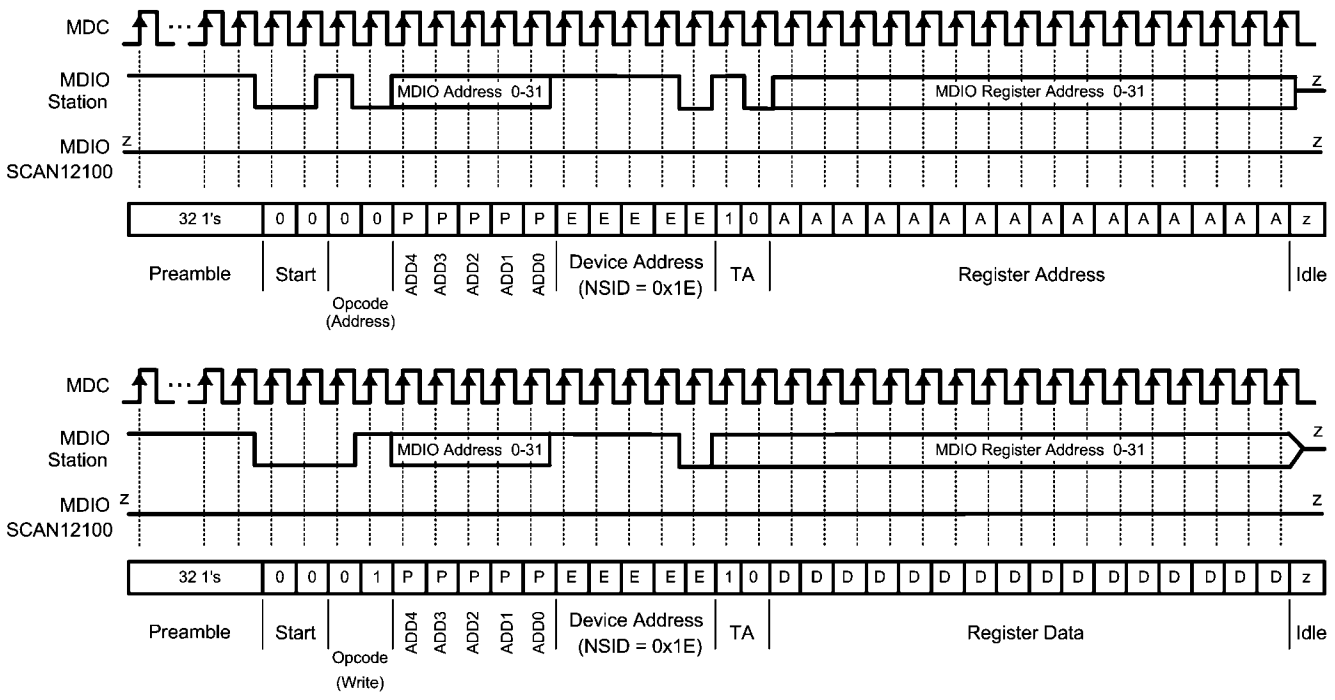 MDC
...
MDIO Station
MDIO Address 0-31
MDIO Register Address 0-31
z
MDIO SCAN12100
z
z
32 1's 0 0 0 0 P P P P P E E E E E 1 0 A A A A A A A A A A A A A A A A z
Preamble
Start
Opcode
(Address)
ADD4
ADD3
ADD2
ADD1
ADD0
Device Address
(NSID = 0x1E)
TA
Register Address
Idle
MDC
...
MDIO Station
MDIO Address 0-31
MDIO Register Address 0-31
z
MDIO SCAN12100
z
z
32 1's 0 0 0 1 P P P P P E E E E E 1 0 D D D D D D D D D D D D D D D D z
Preamble
Start
Opcode
(Write)
ADD4
ADD3
ADD2
ADD1
ADD0
Device Address
(NSID = 0x1E)
TA
Register Data
Idle